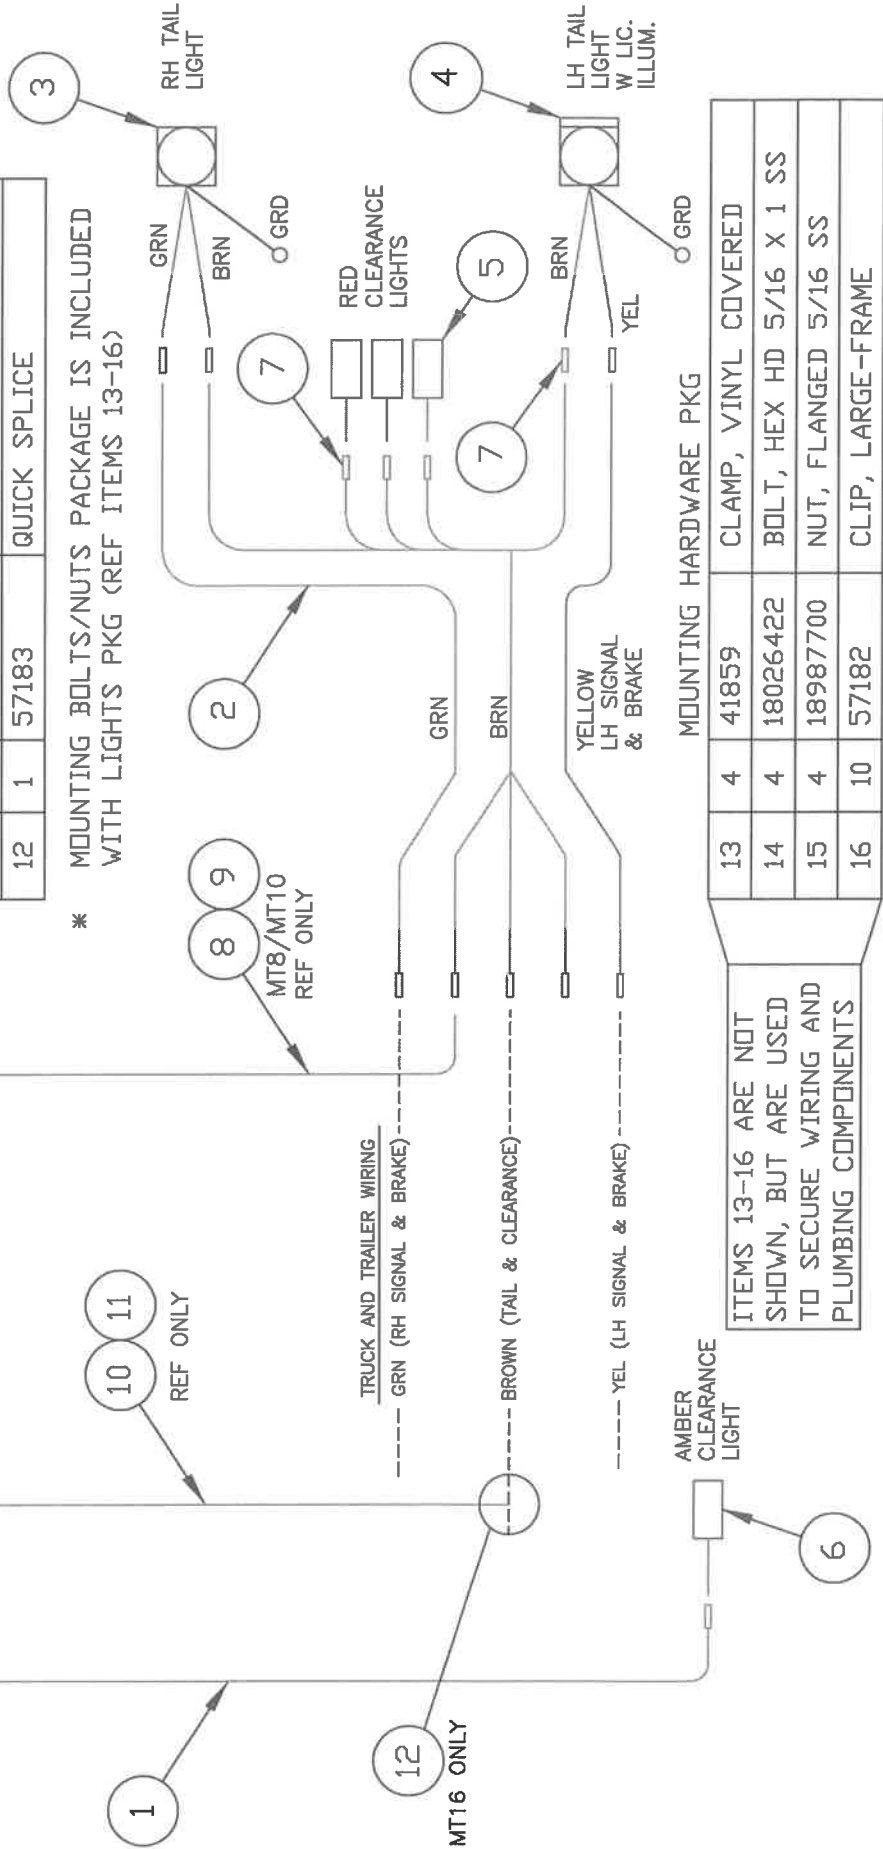 12 1 57183 QUICK SPLICE
* MOUNTING BOLTS/NUTS PACKAGE IS INCLUDED
WITH LIGHTS PKG (REF ITEMS 13-16)
3
RH TAIL
LIGHT
GRN
BRN
GRD
RED
CLEARANCE
LIGHTS
7
5
4
LH TAIL
LIGHT
W LIC.
ILLUM.
7
BRN
YEL
GRD
2
GRN
BRN
YELLOW
LH SIGNAL
& BRAKE
8
9
MT8/MT10
REF ONLY
10
11
REF ONLY
TRUCK AND TRAILER WIRING
GRN (RH SIGNAL & BRAKE)
BROWN (TAIL & CLEARANCE)
YEL (LH SIGNAL & BRAKE)
1
12
MT16 ONLY
AMBER
CLEARANCE
LIGHT
6
MOUNTING HARDWARE PKG
13 4 41859 CLAMP, VINYL COVERED
14 4 18026422 BOLT, HEX HD 5/16 X 1 SS
15 4 18987700 NUT, FLANGED 5/16 SS
16 10 57182 CLIP, LARGE-FRAME
ITEMS 13-16 ARE NOT
SHOWN, BUT ARE USED
TO SECURE WIRING AND
PLUMBING COMPONENTS